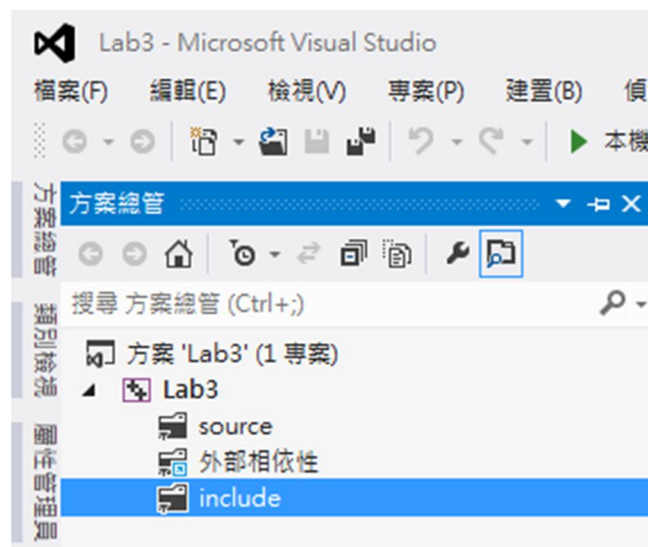 Lab3 - Microsoft Visual Studio
檔案(F) 編輯(E) 檢視(V) 專案(P) 建置(B) 偵
本機
方案總管
方案總管
搜尋 方案總管 (Ctrl+;)
類別檢視
方案 'Lab3' (1 專案)
Lab3
source
屬性管理員
外部相依性
include